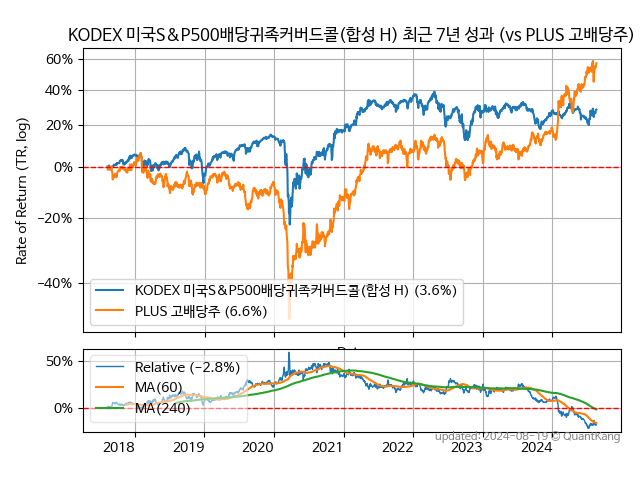 KODEX 미국S&P500배당귀족커버드콜(합성 H) 최근 7년 성과 (vs PLUS 고배당주)
Rate of Return (TR, log)
60%
40%
20%
0%
−20%
−40%
KODEX 미국S&P500배당귀족커버드콜(합성 H) (3.6%)
PLUS 고배당주 (6.6%)
50%
0%
Relative (−2.8%)
MA(60)
MA(240)
2018 2019 2020 2021 2022 2023 2024
updated: 2024-08-19 © QuantKang